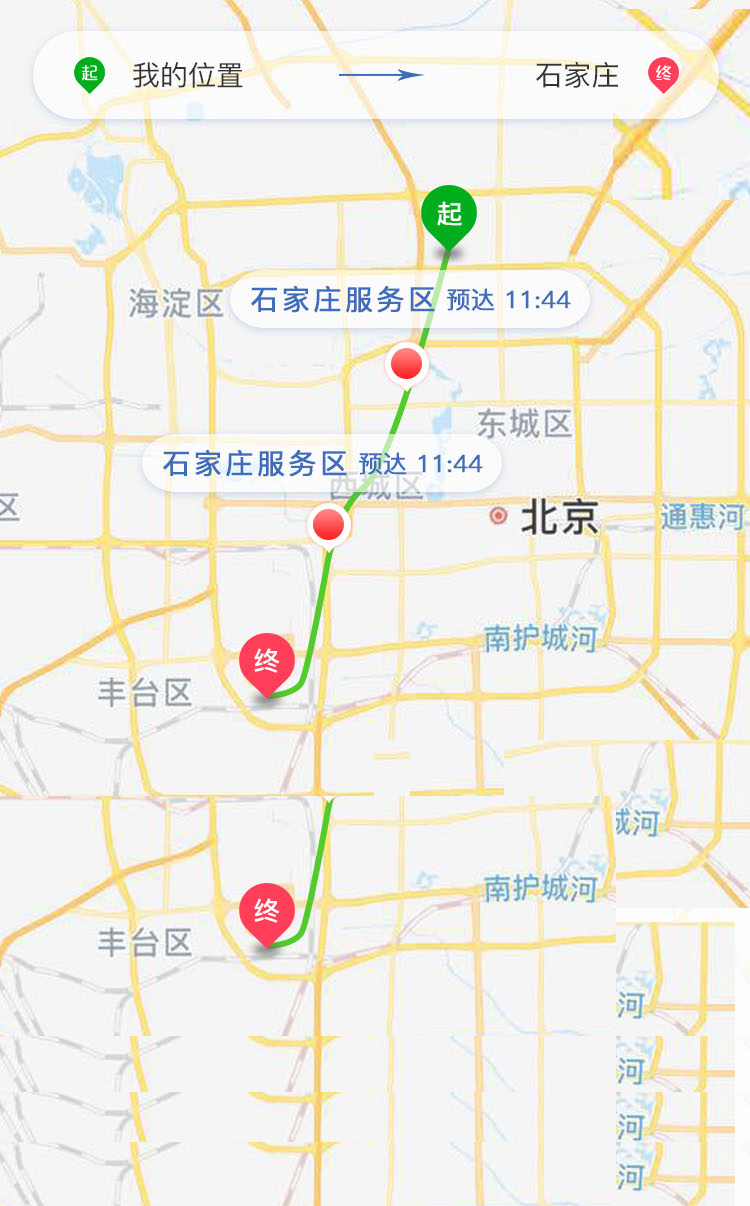 起 我的位置 石家庄 终
起
海淀区
石家庄服务区 预达 11:44
东城区
石家庄服务区 预达 11:44
西城区
区
北京
通惠河
南护城河
终
丰台区
城河
南护城河
终
丰台区
河
河
河
河